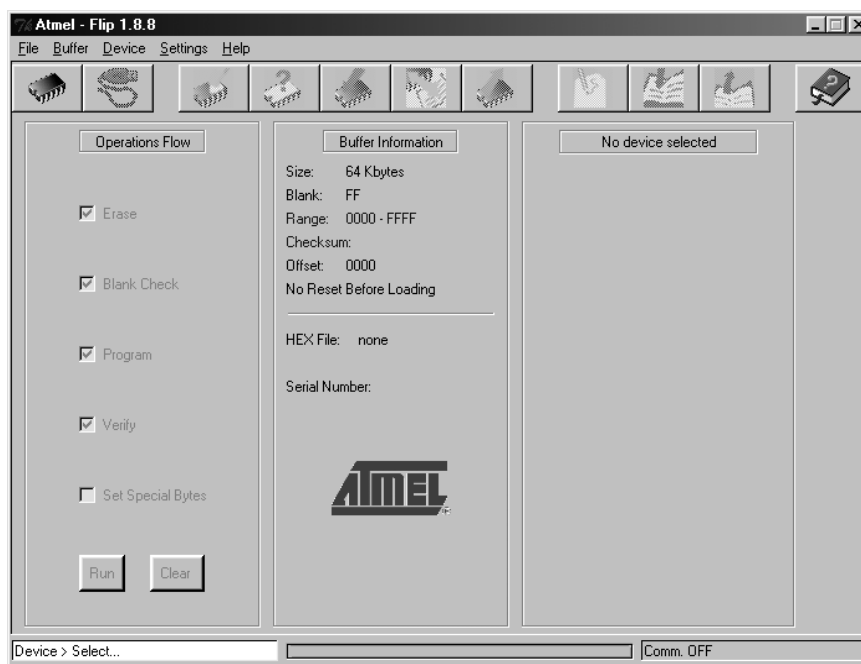 Atmel - Flip 1.8.8
File Buffer Device Settings Help
Operations Flow
Erase
Blank Check
Program
Verify
Set Special Bytes
Run Clear
Buffer Information
Size: 64 Kbytes
Blank: FF
Range: 0000 - FFFF
Checksum:
Offset: 0000
No Reset Before Loading
HEX File: none
Serial Number:
ATMEL
No device selected
Device > Select...
Comm. OFF